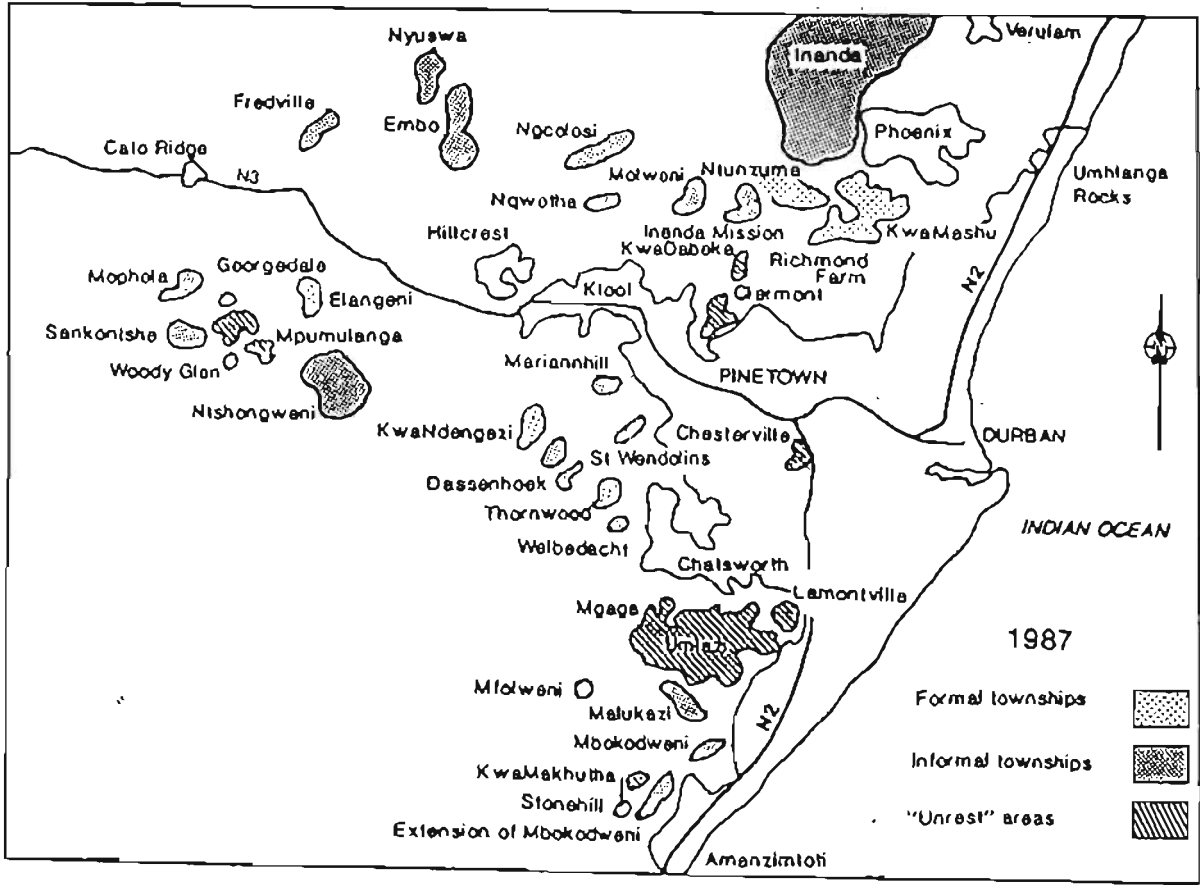 Nyuswa
Inanda
Verulam
Fredville
Embo
Ngcolosi
Phoenix
Cato Ridge
N3
Molweni
Ntunzuma
Umhlanga
Rocks
Nqwotha
Inanda Mission
KwaMashu
Hillcrest
KwaDaboka
Richmond
Farm
Mophola
Georgedale
Elangeni
Kloof
Clermont
N2
Sankontshe
Mpumulanga
Woody Glen
Mariannhill
PINETOWN
Ntshongweni
KwaNdengezi
Chesterville
DURBAN
St Wendolins
Dassenhoek
Thornwood
INDIAN OCEAN
Welbedacht
Chatsworth
Lamontville
Mgaga
Umlazi
1987
Mfolweni
Malukazi
N2
Formal townships
Mbokodweni
KwaMakhutha
Informal townships
Stonehill
"Unrest" areas
Extension of Mbokodweni
Amanzimtoti